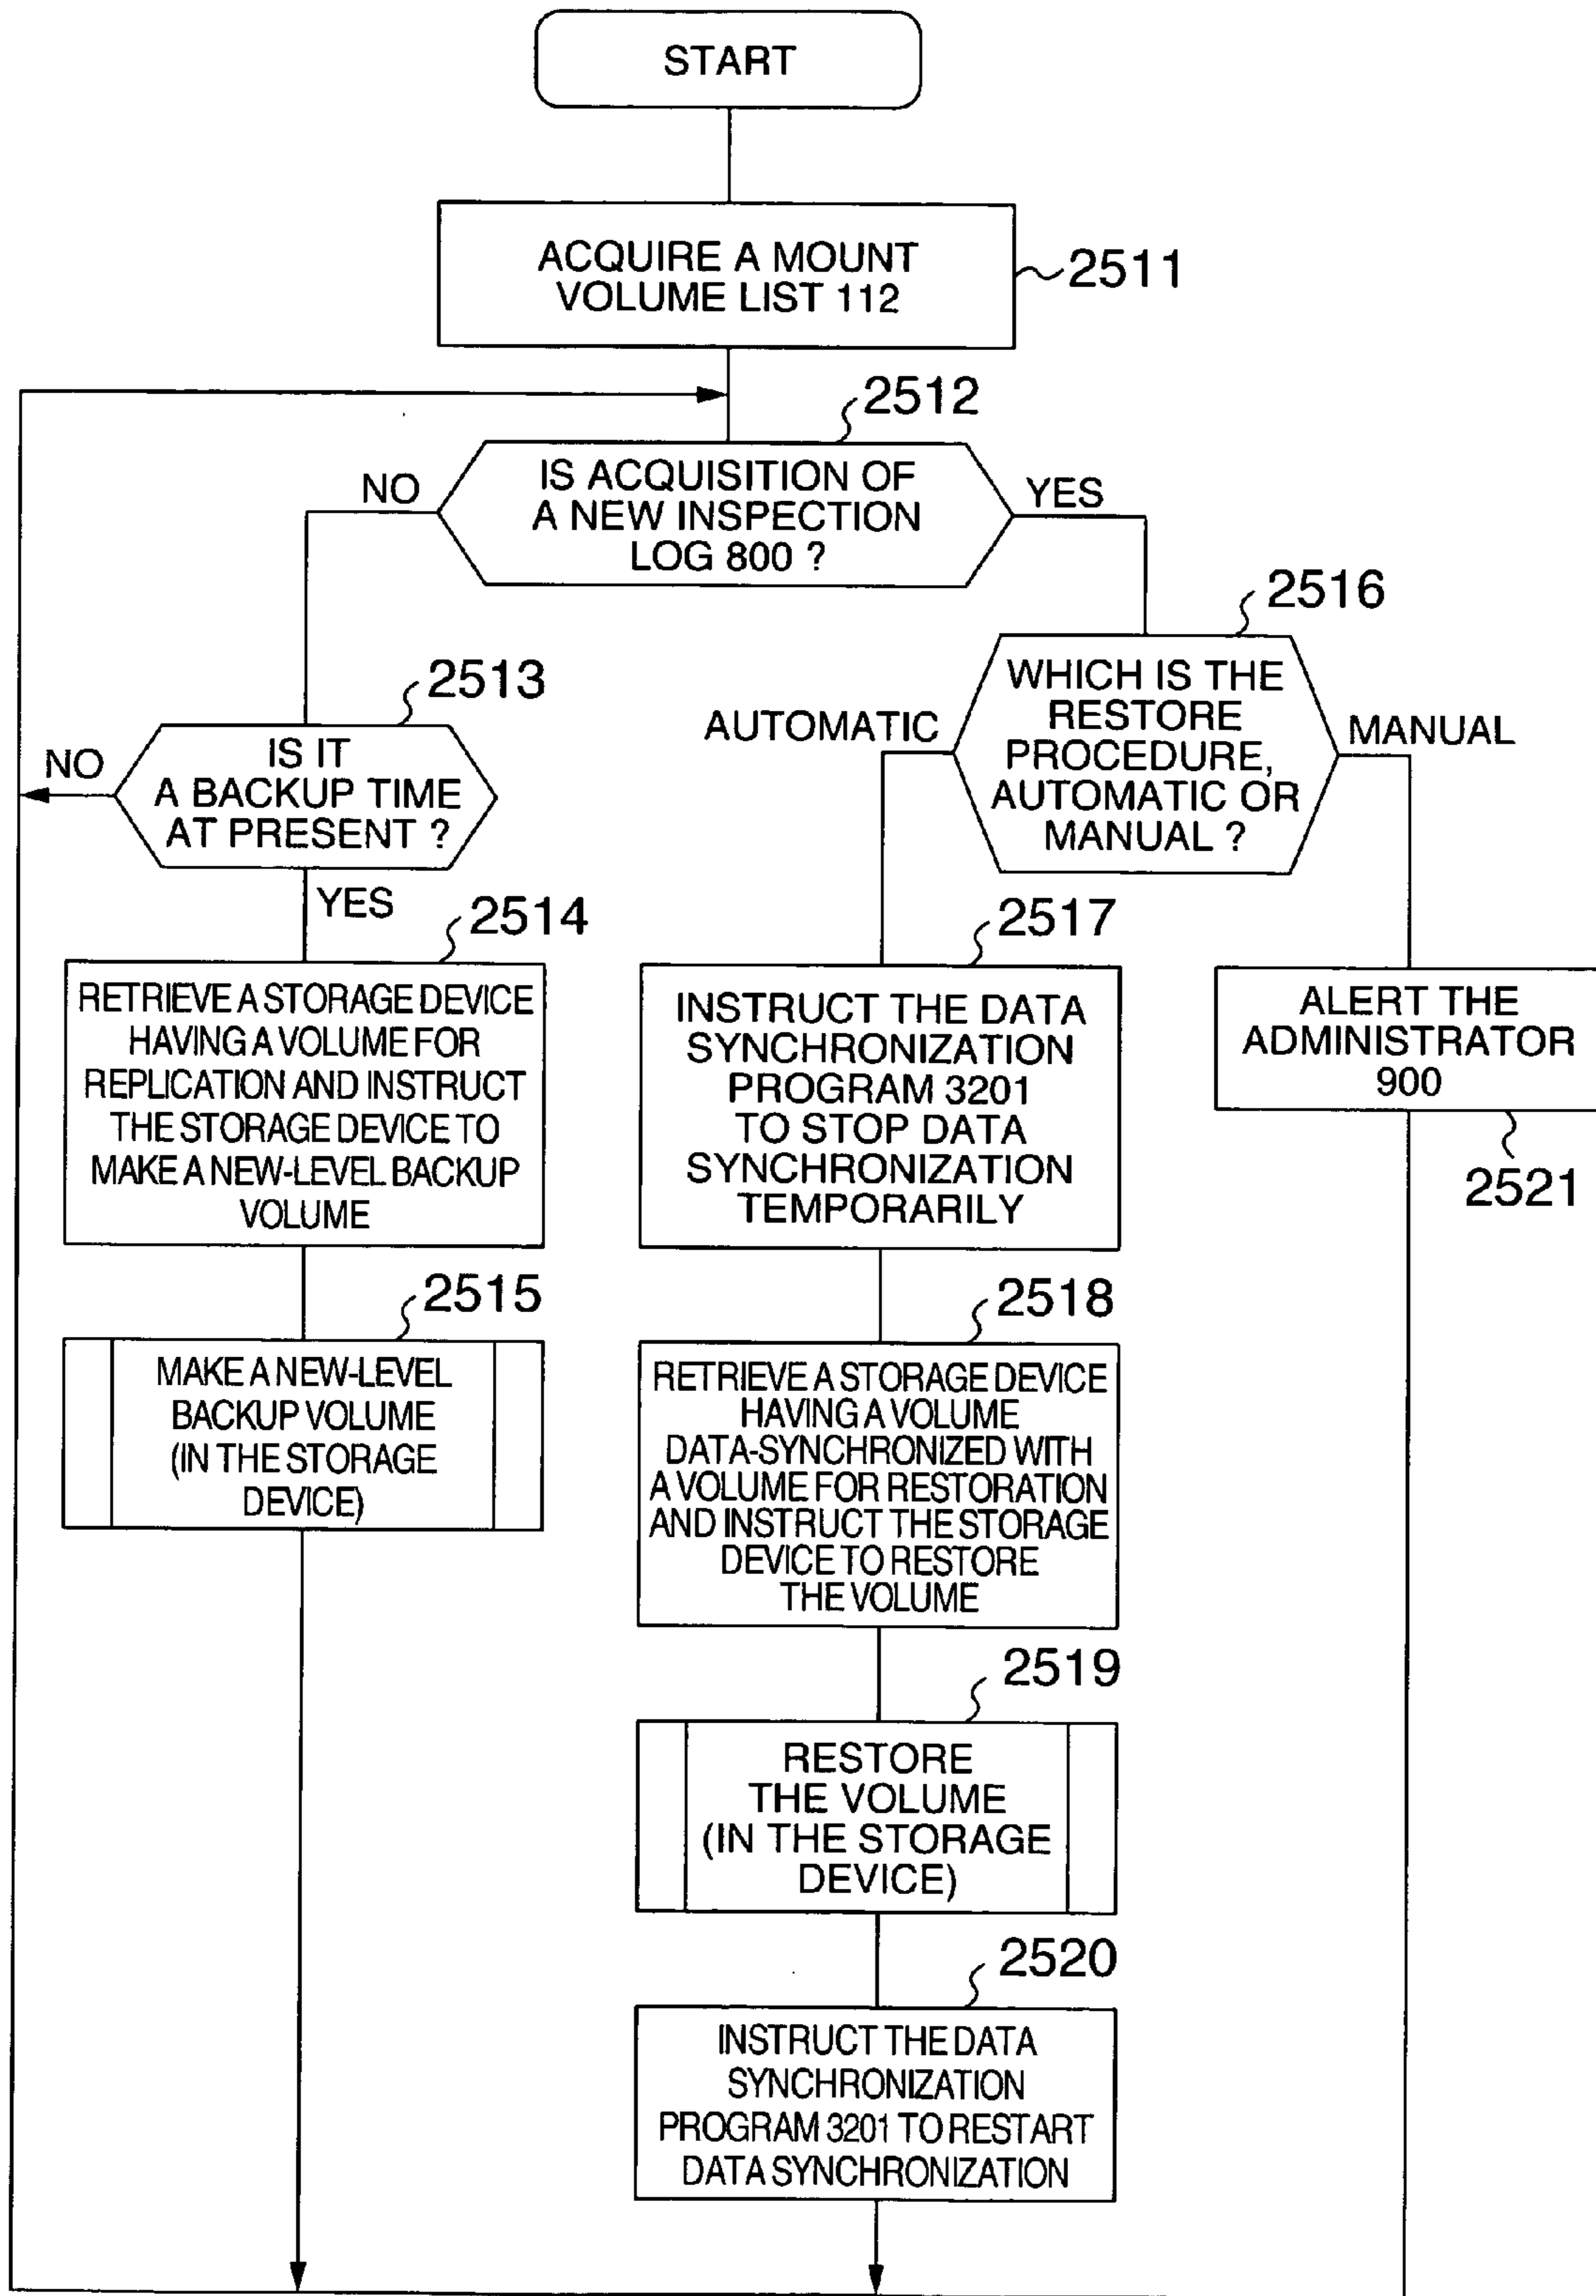 START
ACQUIRE A MOUNT
VOLUME LIST 112
2511
2512
IS ACQUISITION OF
A NEW INSPECTION
LOG 800 ?
NO
YES
2516
WHICH IS THE
RESTORE
PROCEDURE,
AUTOMATIC OR
MANUAL ?
AUTOMATIC
MANUAL
2513
IS IT
A BACKUP TIME
AT PRESENT ?
NO
YES
2514
RETRIEVE A STORAGE DEVICE
HAVING A VOLUME FOR
REPLICATION AND INSTRUCT
THE STORAGE DEVICE TO
MAKE A NEW-LEVEL BACKUP
VOLUME
2517
INSTRUCT THE DATA
SYNCHRONIZATION
PROGRAM 3201
TO STOP DATA
SYNCHRONIZATION
TEMPORARILY
ALERT THE
ADMINISTRATOR
900
2521
2515
MAKE A NEW-LEVEL
BACKUP VOLUME
(IN THE STORAGE
DEVICE)
2518
RETRIEVE A STORAGE DEVICE
HAVING A VOLUME
DATA-SYNCHRONIZED WITH
A VOLUME FOR RESTORATION
AND INSTRUCT THE STORAGE
DEVICE TO RESTORE
THE VOLUME
2519
RESTORE
THE VOLUME
(IN THE STORAGE
DEVICE)
2520
INSTRUCT THE DATA
SYNCHRONIZATION
PROGRAM 3201 TO RESTART
DATA SYNCHRONIZATION